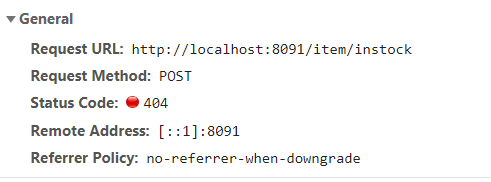 General
Request URL: http://localhost:8091/item/instock
Request Method: POST
Status Code: 404
Remote Address: [::1]:8091
Referrer Policy: no-referrer-when-downgrade